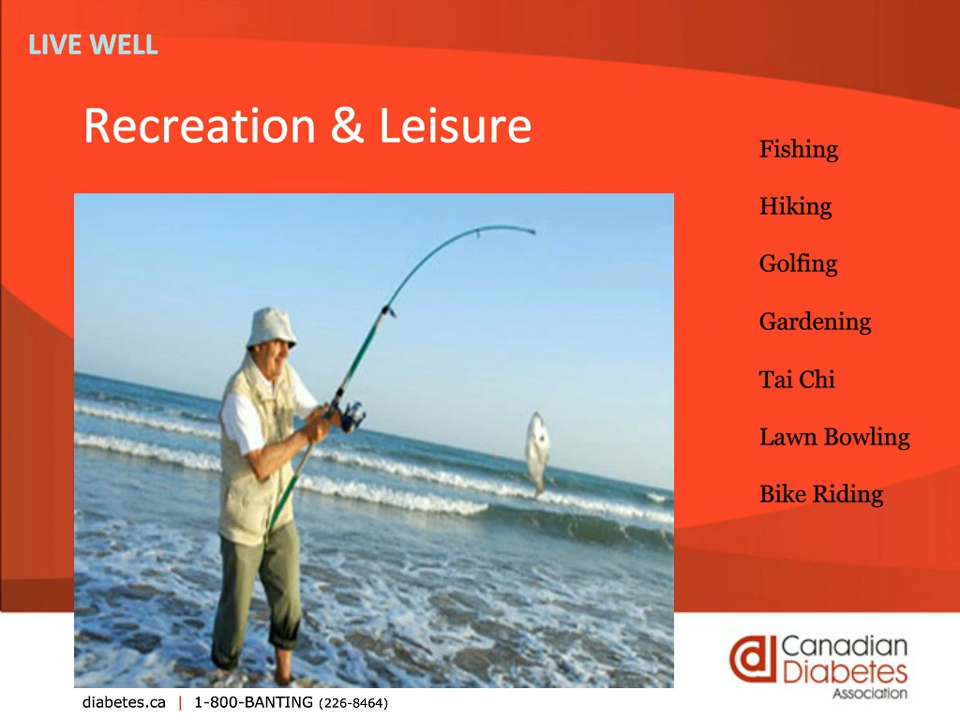 LIVE WELL
Recreation & Leisure
Fishing
Hiking
Golfing
Gardening
Tai Chi
Lawn Bowling
Bike Riding
Canadian
Diabetes
Association
diabetes.ca | 1-800-BANTING (226-8464)